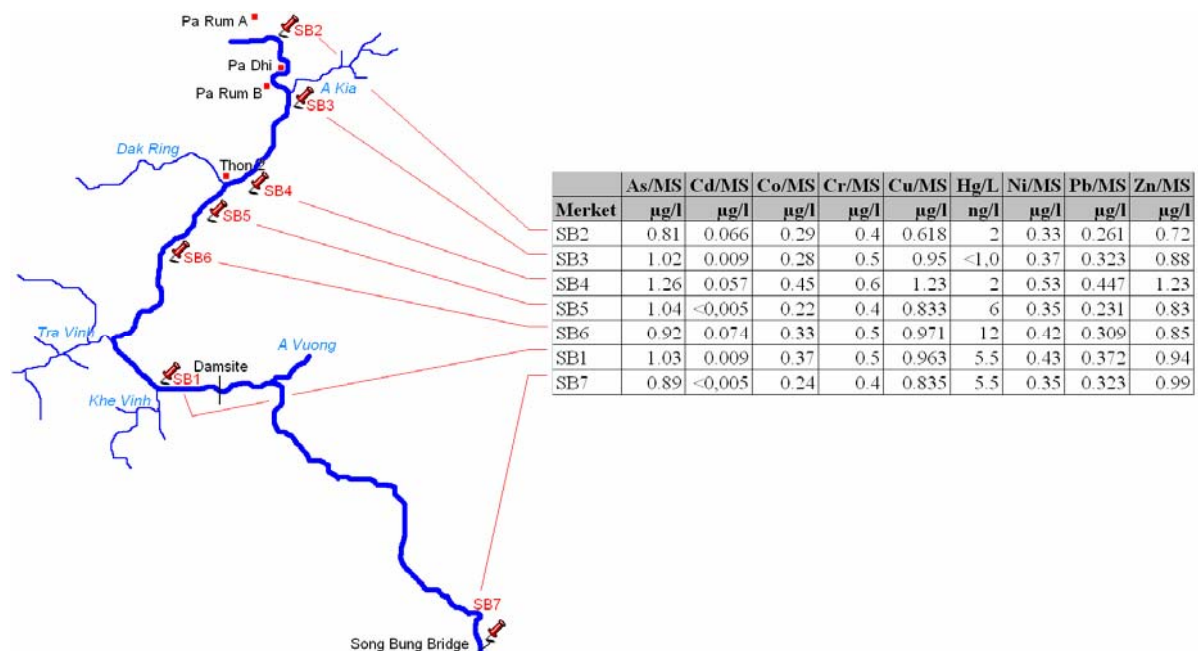 Pa Rum A
SB2
Pa Dhi
Pa Rum B
A Kia
SB3
Dak Ring
Thon 2
SB4
SB5
SB6
Tra Vinh
A Vuong
Damsite
SB1
Khe Vinh
SB7
Song Bung Bridge
As/MS Cd/MS Co/MS Cr/MS Cu/MS Hg/L Ni/MS Pb/MS Zn/MS
Merket µg/l µg/l µg/l µg/l µg/l ng/l µg/l µg/l µg/l
SB2 0.81 0.066 0.29 0.4 0.618 2 0.33 0.261 0.72
SB3 1.02 0.009 0.28 0.5 0.95 <1,0 0.37 0.323 0.88
SB4 1.26 0.057 0.45 0.6 1.23 2 0.53 0.447 1.23
SB5 1.04 <0,005 0.22 0.4 0.833 6 0.35 0.231 0.83
SB6 0.92 0.074 0.33 0.5 0.971 12 0.42 0.309 0.85
SB1 1.03 0.009 0.37 0.5 0.963 5.5 0.43 0.372 0.94
SB7 0.89 <0,005 0.24 0.4 0.835 5.5 0.35 0.323 0.99